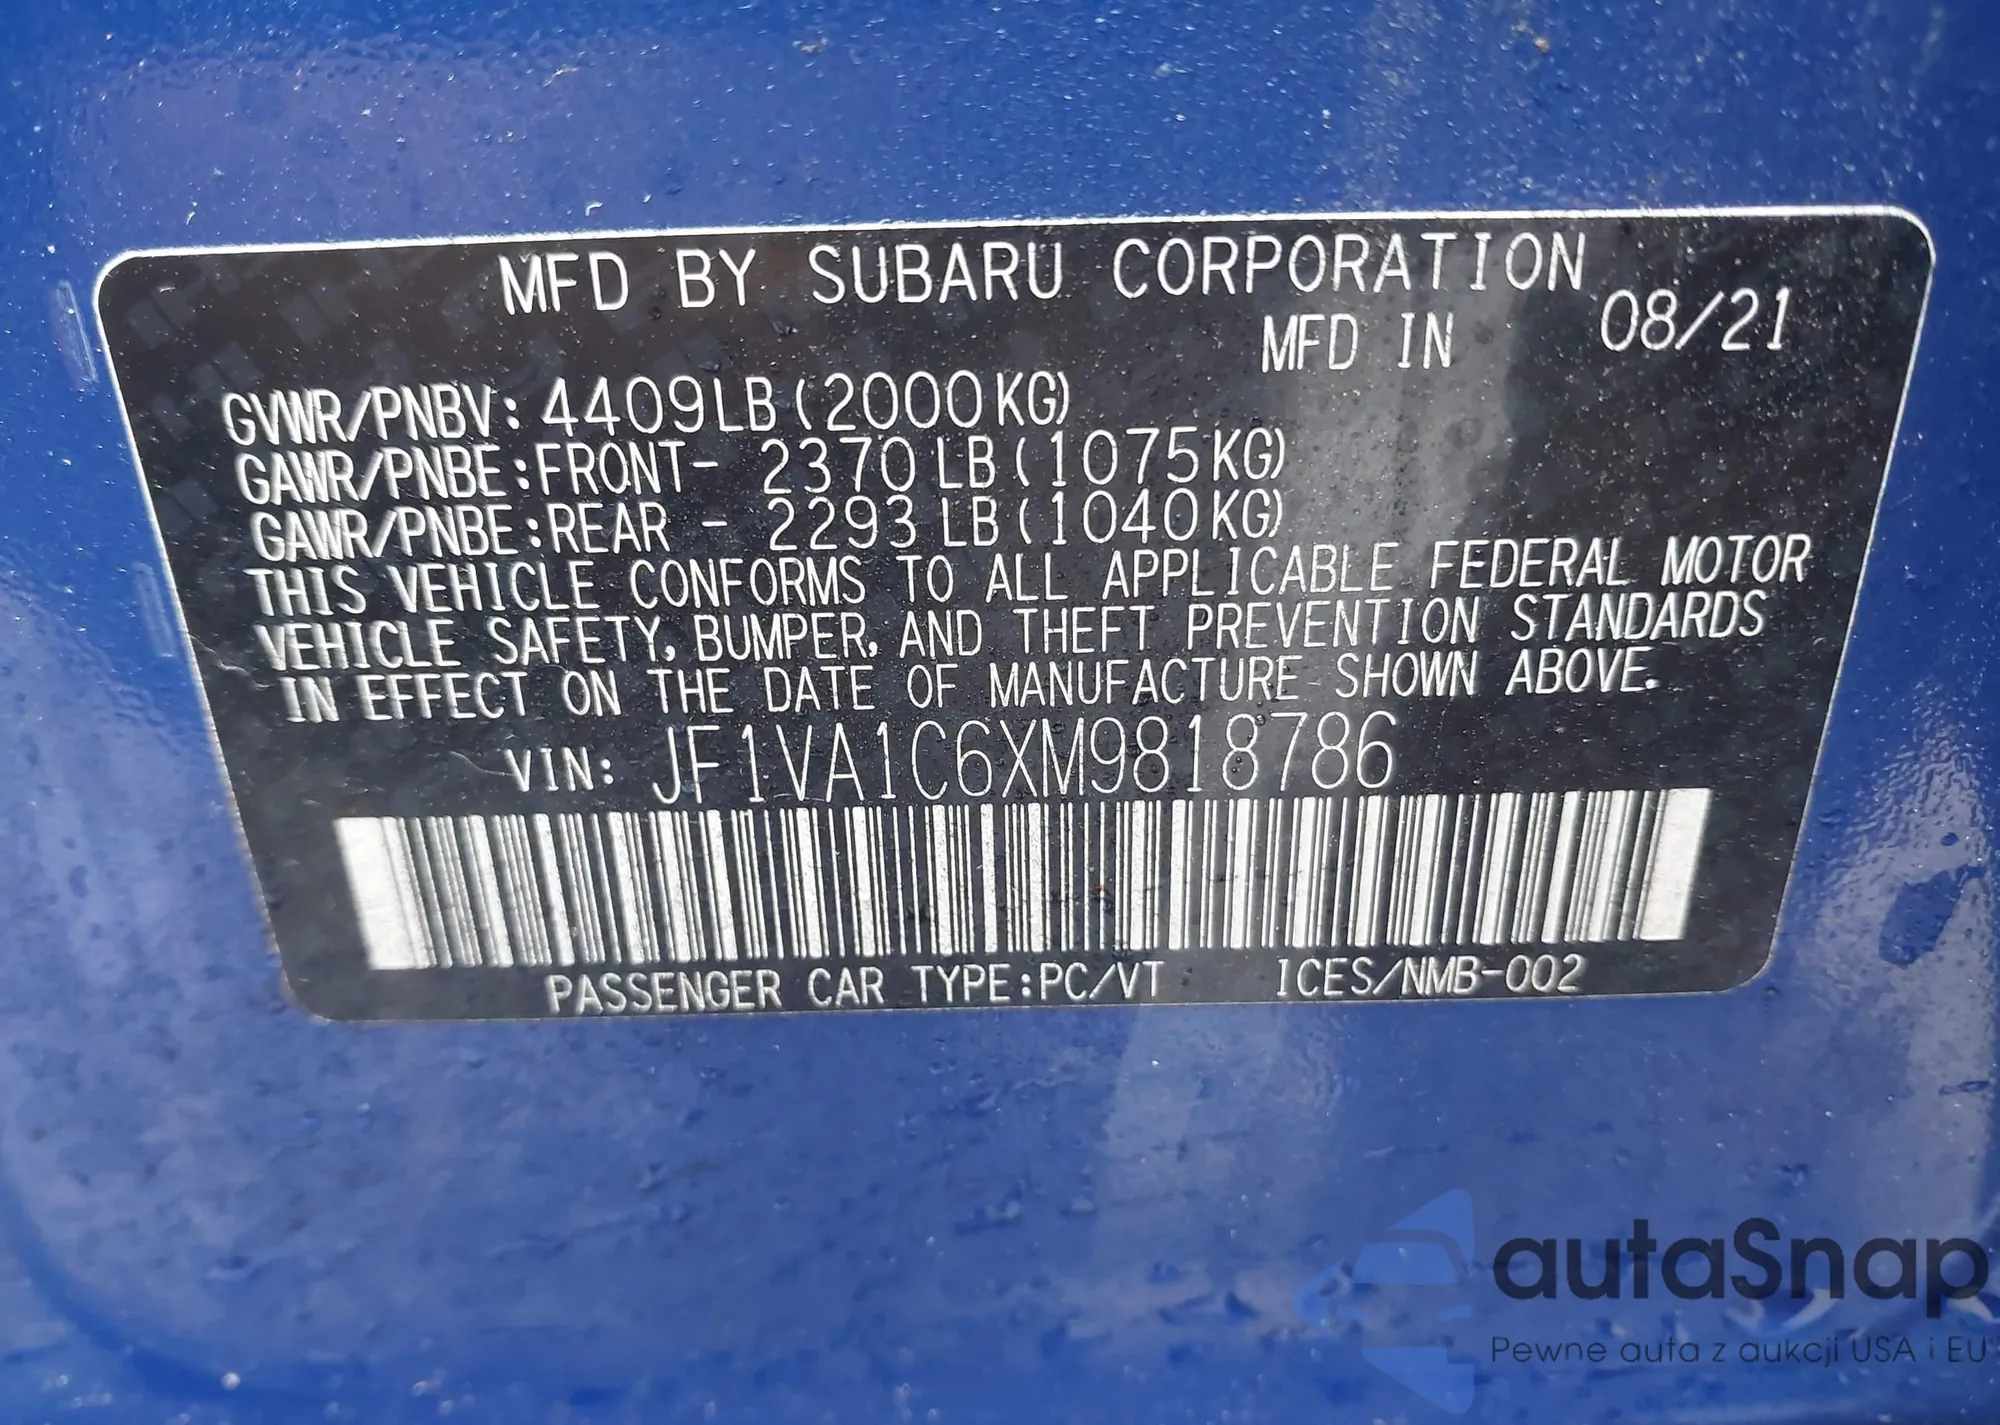 MFD BY SUBARU CORPORATION
MFD IN 08/21
GVWR/PNBV: 4409LB(2000KG)
GAWR/PNBE:FRONT- 2370LB(1075KG)
GAWR/PNBE:REAR - 2293LB(1040KG)
THIS VEHICLE CONFORMS TO ALL APPLICABLE FEDERAL MOTOR
VEHICLE SAFETY, BUMPER, AND THEFT PREVENTION STANDARDS
IN EFFECT ON THE DATE OF MANUFACTURE SHOWN ABOVE.
VIN: JF1VA1C6XM9818786
PASSENGER CAR TYPE:PC/VT ICES/NMB-002
autaSnap
Pewne auta z aukcji USA i EU